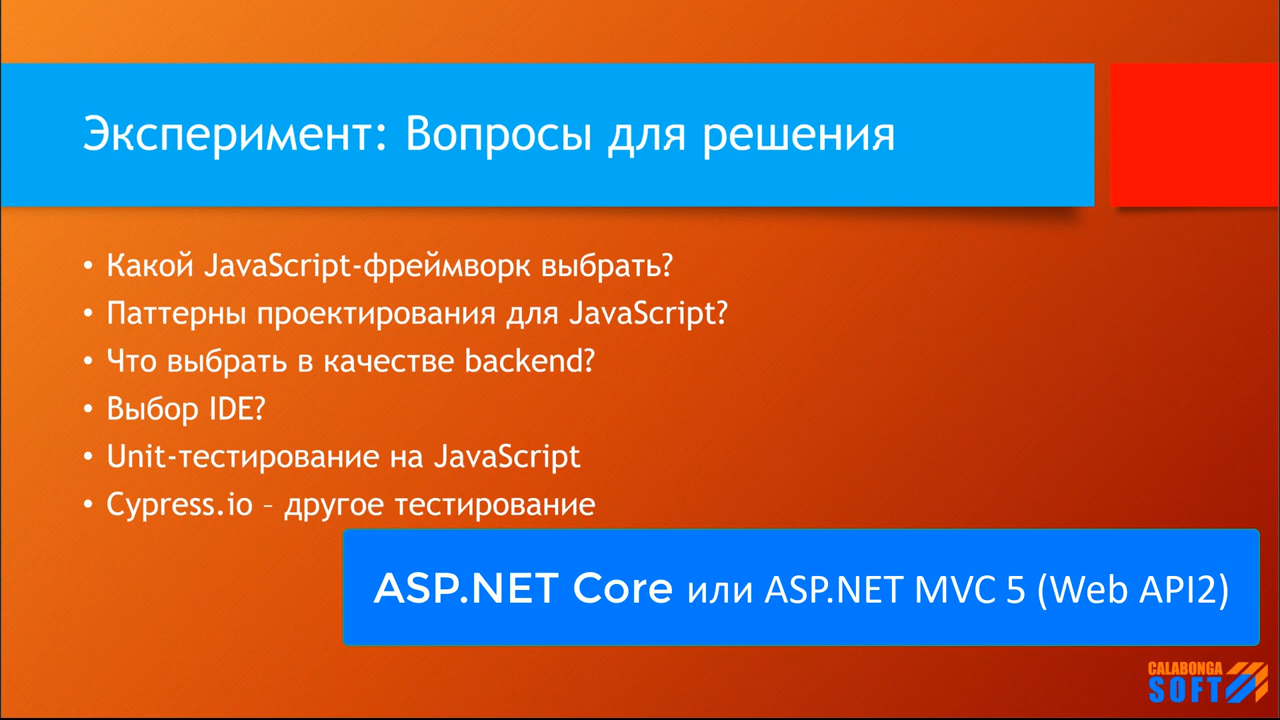 Эксперимент: Вопросы для решения
• Какой JavaScript-фреймворк выбрать?
• Паттерны проектирования для JavaScript?
• Что выбрать в качестве backend?
• Выбор IDE?
• Unit-тестирование на JavaScript
• Cypress.io – другое тестирование
ASP.NET Core или ASP.NET MVC 5 (Web API2)
CALABONGA
SOFT